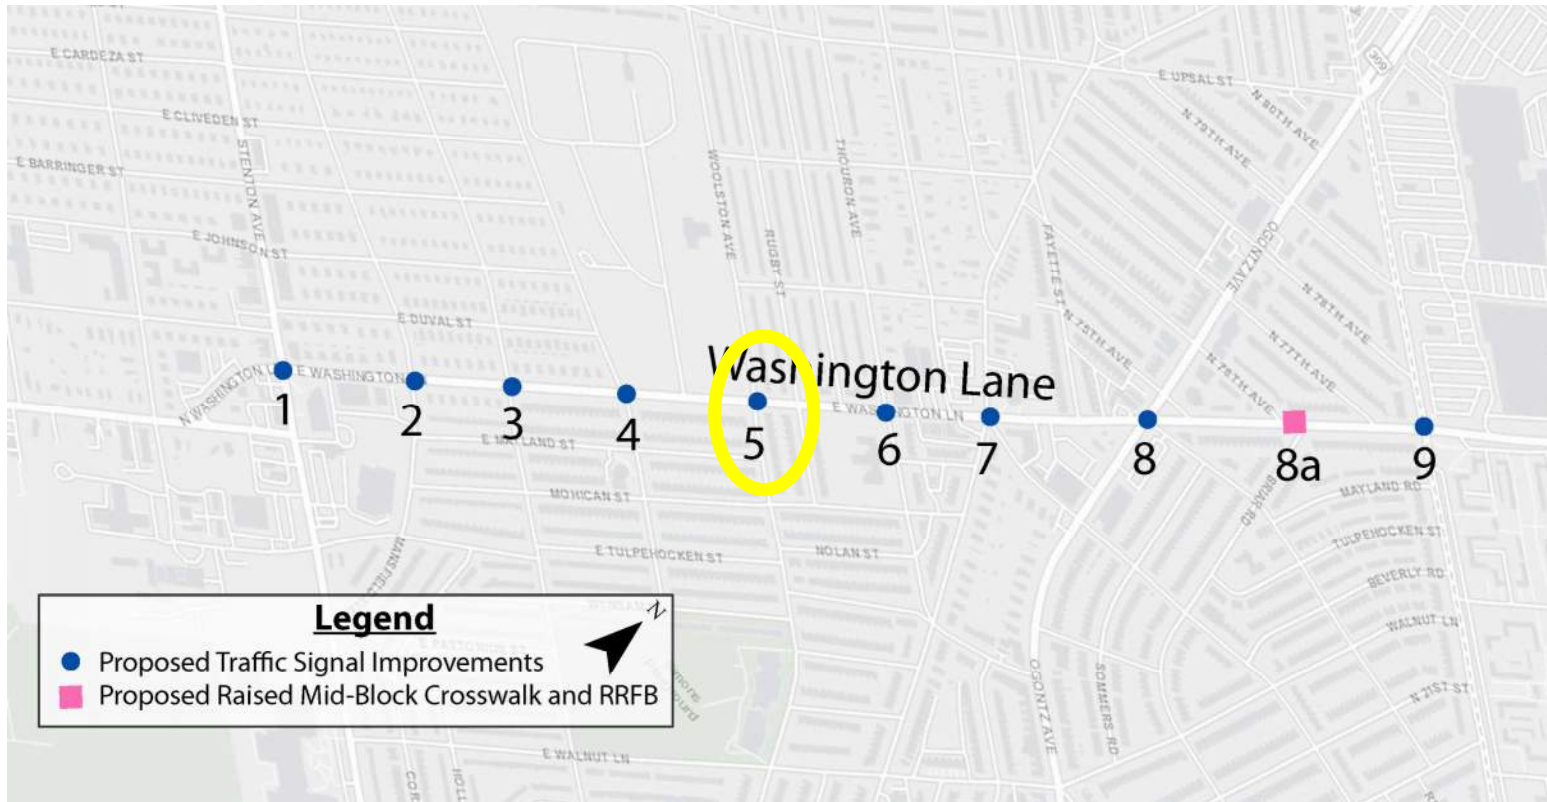 E CARDEZA ST
E UPSAL ST
309
N 80TH AVE
N 79TH AVE
E CLIVEDEN ST
STENTON AVE
E BARRINGER ST
WOOLSTON AVE
THOURON AVE
RUGBY ST
E JOHNSON ST
FAYETTE ST
OGONTZ AVE
N 78TH AVE
N 77TH AVE
N 75TH AVE
N 76TH AVE
E DUVAL ST
Washington Lane
N WASHINGTON LN
E WASHINGTON
E WASHINGTON LN
1
2
3
4
5
6
7
8
8a
9
E MAYLAND ST
MOHICAN ST
BRIAR RD
MAYLAND RD
TULPEHOCKEN ST
E TULPEHOCKEN ST
NOLAN ST
BEVERLY RD
WALNUT LN
N 21ST ST
OGONTZ AVE
SOMMERS RD
E WALNUT LN
Legend
N
Proposed Traffic Signal Improvements
Proposed Raised Mid-Block Crosswalk and RRFB